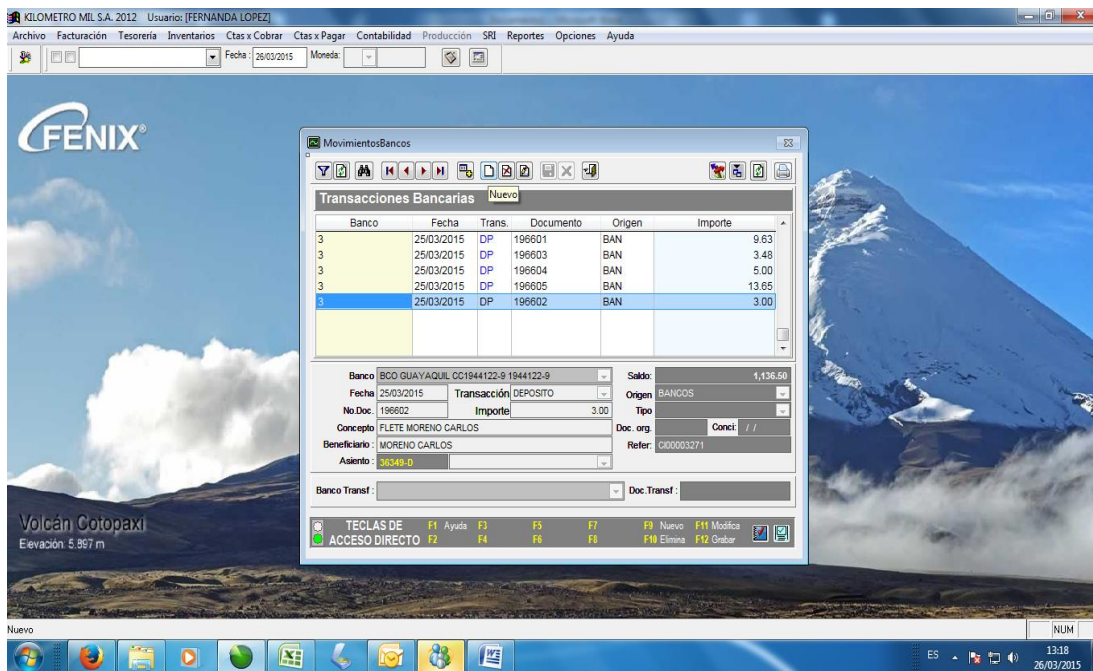 KILOMETRO MIL S.A. 2012 Usuario: [FERNANDA LOPEZ]
Archivo Facturación Tesorería Inventarios Ctas x Cobrar Ctas x Pagar Contabilidad Producción SRI Reportes Opciones Ayuda
Fecha : 26/03/2015 Moneda:
FENIX®
MovimientosBancos
Transacciones Bancarias Nuevo
Banco Fecha Trans. Documento Origen Importe
3 25/03/2015 DP 196601 BAN 9.63
3 25/03/2015 DP 196603 BAN 3.48
3 25/03/2015 DP 196604 BAN 5.00
3 25/03/2015 DP 196605 BAN 13.65
3 25/03/2015 DP 196602 BAN 3.00
Banco BCO GUAYAQUIL CC1944122-9 1944122-9 Saldo: 1,136.50
Fecha 25/03/2015 Transacción DEPOSITO Origen BANCOS
No.Doc. 196602 Importe 3.00 Tipo
Concepto FLETE MORENO CARLOS Doc. org. Conci: / /
Beneficiario : MORENO CARLOS Refer: CI00003271
Asiento : 36349-D
Banco Transf : Doc.Transf :
TECLAS DE ACCESO DIRECTO
F1 Ayuda F3 F5 F7 F9 Nuevo F11 Modifica
F2 F4 F6 F8 F10 Elimina F12 Grabar
Volcán Cotopaxi
Elevación: 5.897 m
Nuevo NUM
ES 13:18
26/03/2015